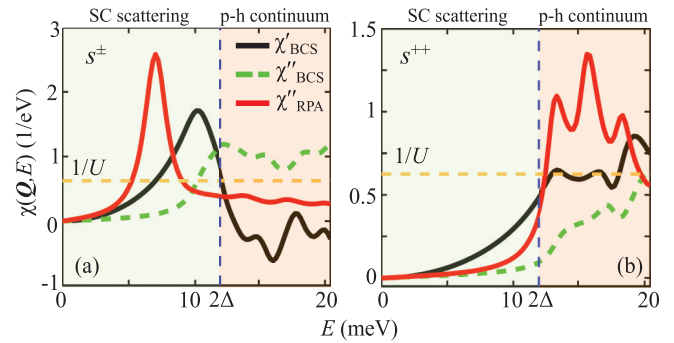 SC scattering p-h continuum SC scattering p-h continuum
χ(Q,E) (1/eV)
3
2
1
0
-1
s±
χ′BCS
χ″BCS
χ″RPA
1/U
(a)
0 10 2Δ 20
1.5
1
0.5
0
s++
1/U
(b)
0 10 2Δ 20
E (meV)